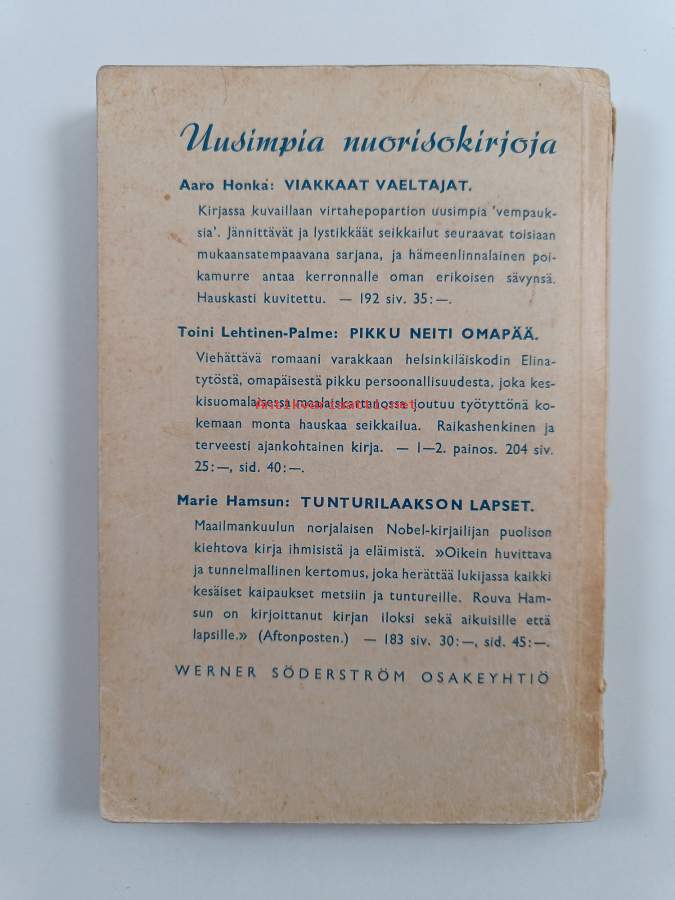 Uusimpia nuorisokirjoja
Aaro Honka: VIAKKAAT VAELTAJAT.
Kirjassa kuvaillaan virtahepopartion uusimpia 'vempauk-
sia'. Jännittävät ja lystikkäät seikkailut seuraavat toisiaan
mukaansatempaavana sarjana, ja hämeenlinnalainen poi-
kamurre antaa kerronnalle oman erikoisen sävynsä.
Hauskasti kuvitettu. — 192 siv. 35:—.
Toini Lehtinen-Palme: PIKKU NEITI OMAPÄÄ.
Viehättävä romaani varakkaan helsinkiläiskodin Elina-
tytöstä, omapäisestä pikku persoonallisuudesta, joka kes-
kisuomalaisessa maalaiskartanossa joutuu työtyttönä ko-
antikvariaatti.net
kemaan monta hauskaa seikkailua. Raikashenkinen ja
terveesti ajankohtainen kirja. — 1—2. painos. 204 siv.
25:—, sid. 40:—.
Marie Hamsun: TUNTURILAAKSON LAPSET.
Maailmankuulun norjalaisen Nobel-kirjailijan puolison
kiehtova kirja ihmisistä ja eläimistä. »Oikein huvittava
ja tunnelmallinen kertomus, joka herättää lukijassa kaikki
kesäiset kaipaukset metsiin ja tuntureille. Rouva Ham-
sun on kirjoittanut kirjan iloksi sekä aikuisille että
lapsille.» (Aftonposten.) — 183 siv. 30:—, sid. 45:—.
WERNER SÖDERSTRÖM OSAKEYHTIÖ